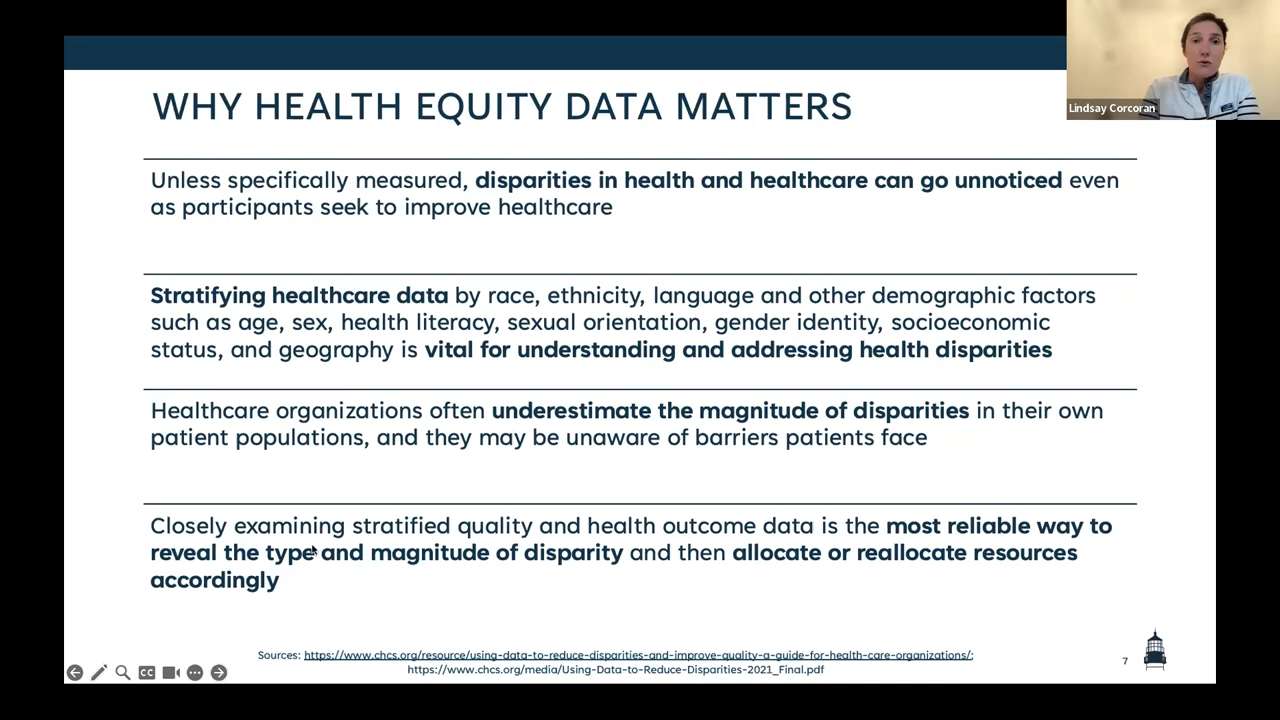 WHY HEALTH EQUITY DATA MATTERS
Lindsay Corcoran
Unless specifically measured, disparities in health and healthcare can go unnoticed even
as participants seek to improve healthcare
Stratifying healthcare data by race, ethnicity, language and other demographic factors
such as age, sex, health literacy, sexual orientation, gender identity, socioeconomic
status, and geography is vital for understanding and addressing health disparities
Healthcare organizations often underestimate the magnitude of disparities in their own
patient populations, and they may be unaware of barriers patients face
Closely examining stratified quality and health outcome data is the most reliable way to
reveal the type and magnitude of disparity and then allocate or reallocate resources
accordingly
Sources: https://www.chcs.org/resource/using-data-to-reduce-disparities-and-improve-quality-a-guide-for-health-care-organizations/;
https://www.chcs.org/media/Using-Data-to-Reduce-Disparities-2021_Final.pdf
7
CC